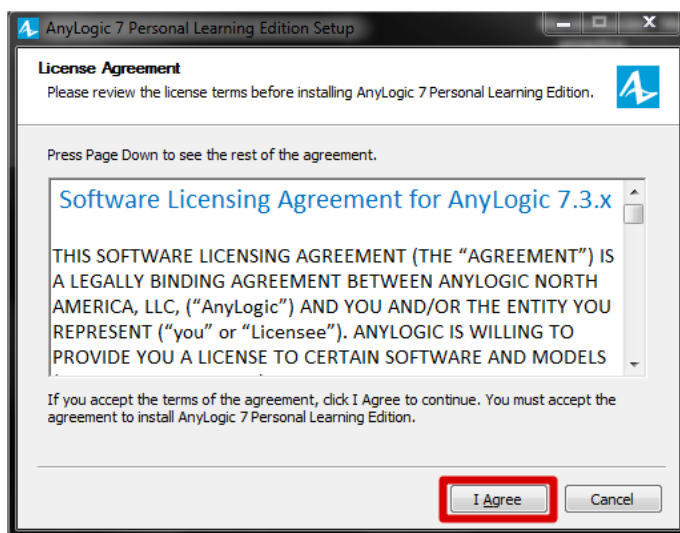 AnyLogic 7 Personal Learning Edition Setup
License Agreement
Please review the license terms before installing AnyLogic 7 Personal Learning Edition.
Press Page Down to see the rest of the agreement.
Software Licensing Agreement for AnyLogic 7.3.x
THIS SOFTWARE LICENSING AGREEMENT (THE “AGREEMENT”) IS
A LEGALLY BINDING AGREEMENT BETWEEN ANYLOGIC NORTH
AMERICA, LLC, (“AnyLogic”) AND YOU AND/OR THE ENTITY YOU
REPRESENT (“you” or “Licensee”). ANYLOGIC IS WILLING TO
PROVIDE YOU A LICENSE TO CERTAIN SOFTWARE AND MODELS
If you accept the terms of the agreement, click I Agree to continue. You must accept the
agreement to install AnyLogic 7 Personal Learning Edition.
I Agree
Cancel